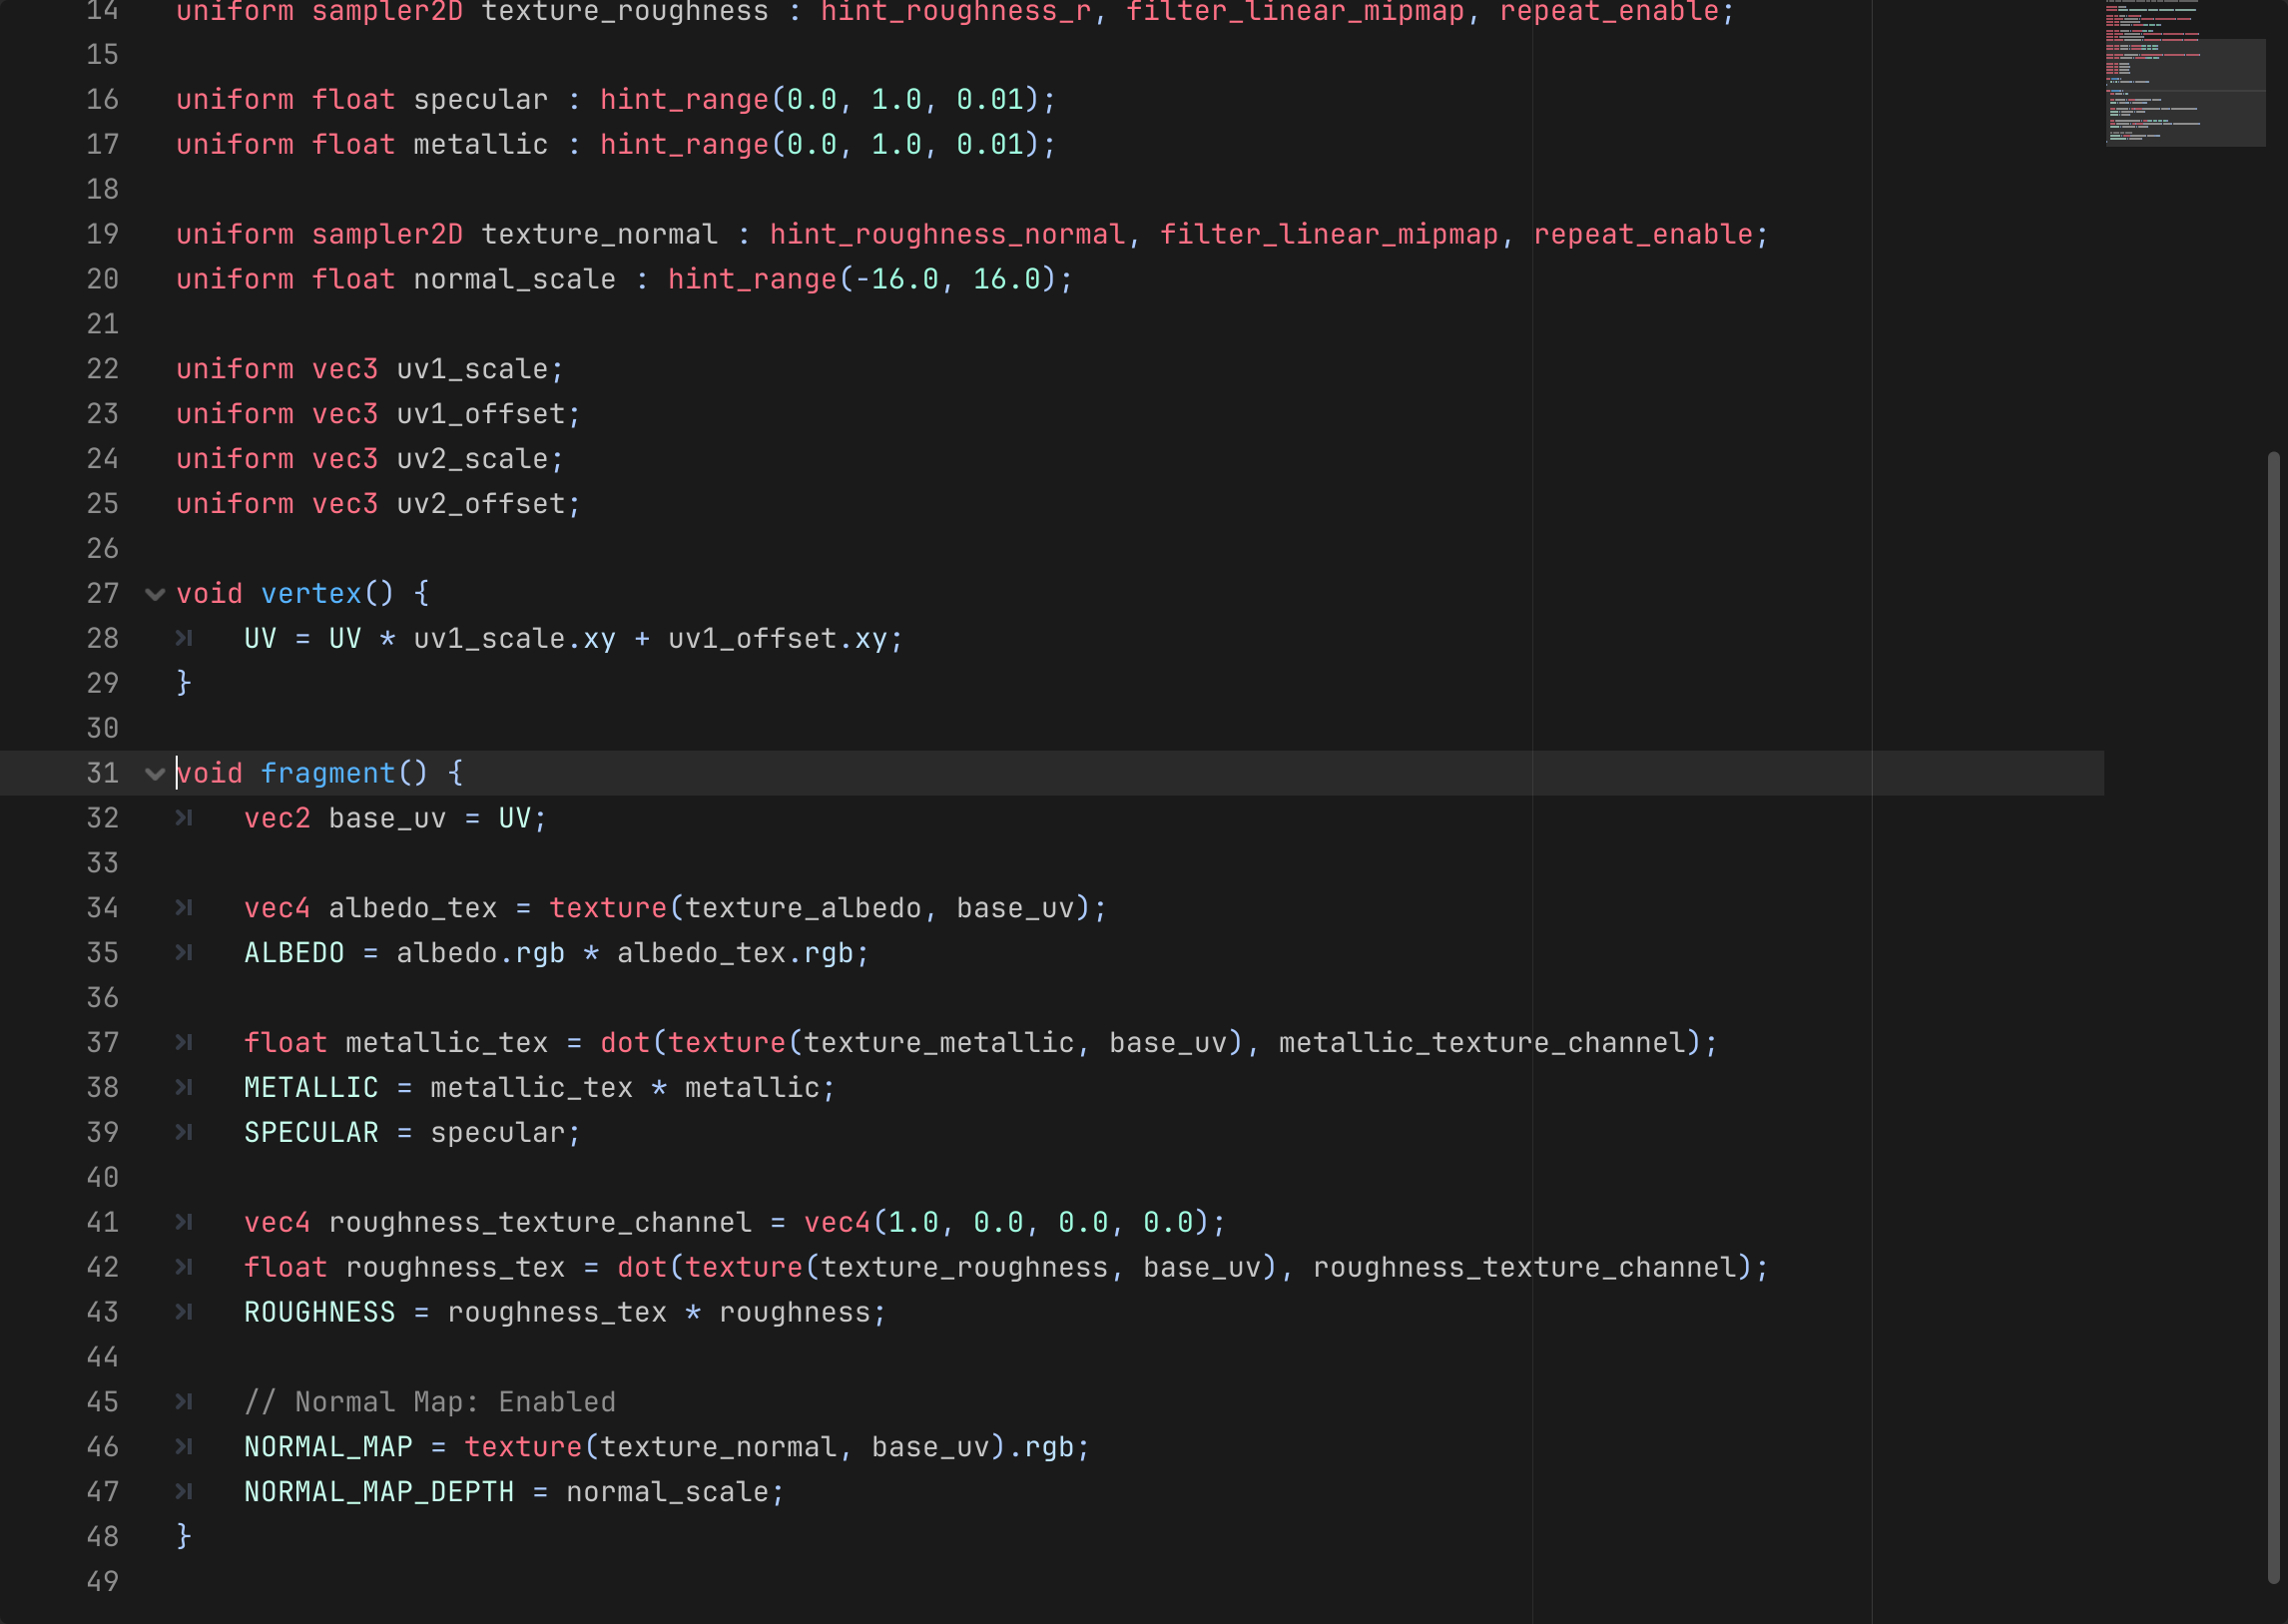 14 uniform sampler2D texture_roughness : hint_roughness_r, filter_linear_mipmap, repeat_enable;
15
16 uniform float specular : hint_range(0.0, 1.0, 0.01);
17 uniform float metallic : hint_range(0.0, 1.0, 0.01);
18
19 uniform sampler2D texture_normal : hint_roughness_normal, filter_linear_mipmap, repeat_enable;
20 uniform float normal_scale : hint_range(-16.0, 16.0);
21
22 uniform vec3 uv1_scale;
23 uniform vec3 uv1_offset;
24 uniform vec3 uv2_scale;
25 uniform vec3 uv2_offset;
26
27 void vertex() {
28 UV = UV * uv1_scale.xy + uv1_offset.xy;
29 }
30
31 void fragment() {
32 vec2 base_uv = UV;
33
34 vec4 albedo_tex = texture(texture_albedo, base_uv);
35 ALBEDO = albedo.rgb * albedo_tex.rgb;
36
37 float metallic_tex = dot(texture(texture_metallic, base_uv), metallic_texture_channel);
38 METALLIC = metallic_tex * metallic;
39 SPECULAR = specular;
40
41 vec4 roughness_texture_channel = vec4(1.0, 0.0, 0.0, 0.0);
42 float roughness_tex = dot(texture(texture_roughness, base_uv), roughness_texture_channel);
43 ROUGHNESS = roughness_tex * roughness;
44
45 // Normal Map: Enabled
46 NORMAL_MAP = texture(texture_normal, base_uv).rgb;
47 NORMAL_MAP_DEPTH = normal_scale;
48 }
49